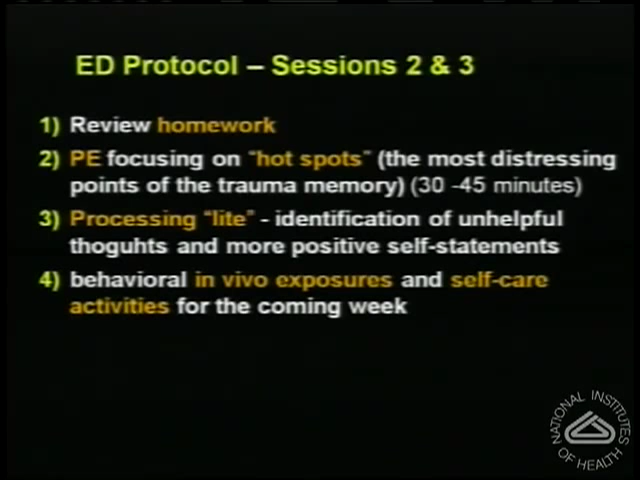 ED Protocol – Sessions 2 & 3
1) Review homework
2) PE focusing on "hot spots" (the most distressing
points of the trauma memory) (30 -45 minutes)
3) Processing "lite" - identification of unhelpful
thoguhts and more positive self-statements
4) behavioral in vivo exposures and self-care
activities for the coming week
NATIONAL INSTITUTES
OF HEALTH